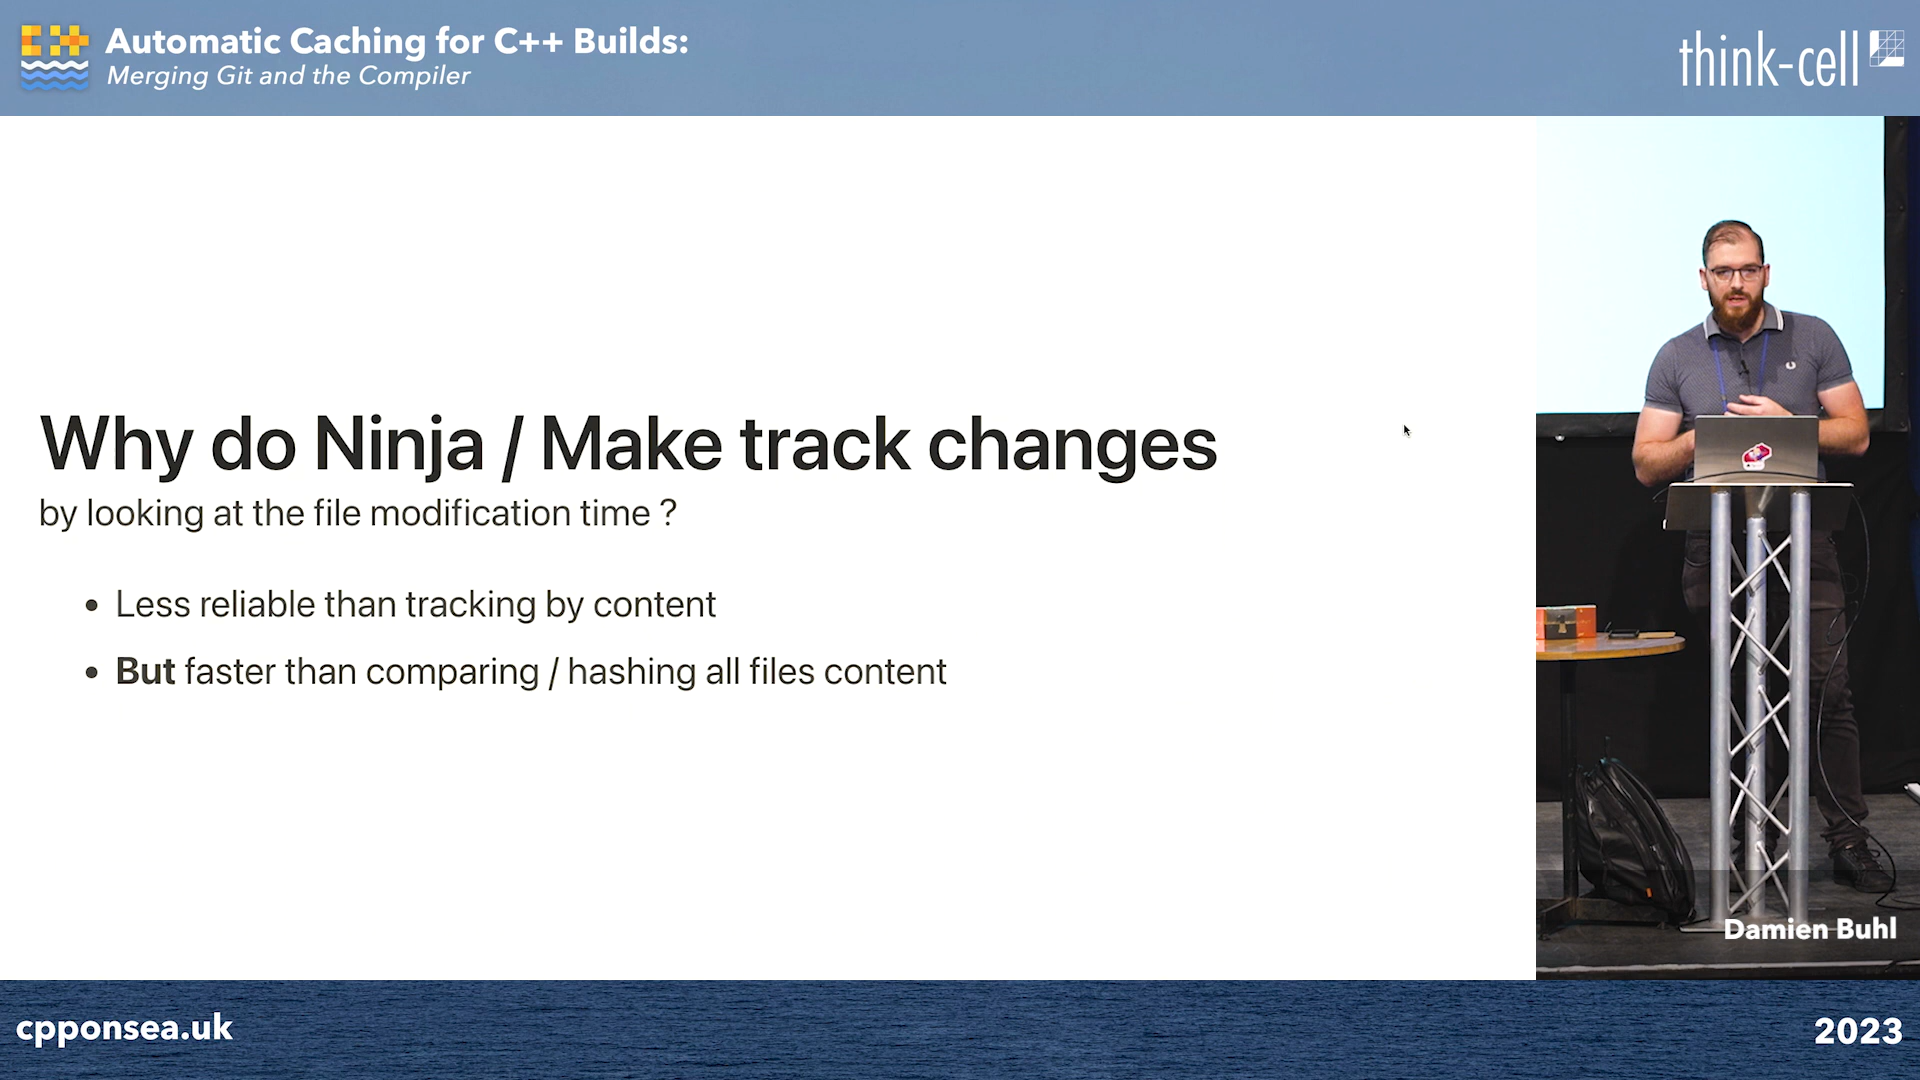 Automatic Caching for C++ Builds:
Merging Git and the Compiler
think-cell
Why do Ninja / Make track changes
by looking at the file modification time ?
• Less reliable than tracking by content
• But faster than comparing / hashing all files content
Damien Buhl
cpponsea.uk
2023